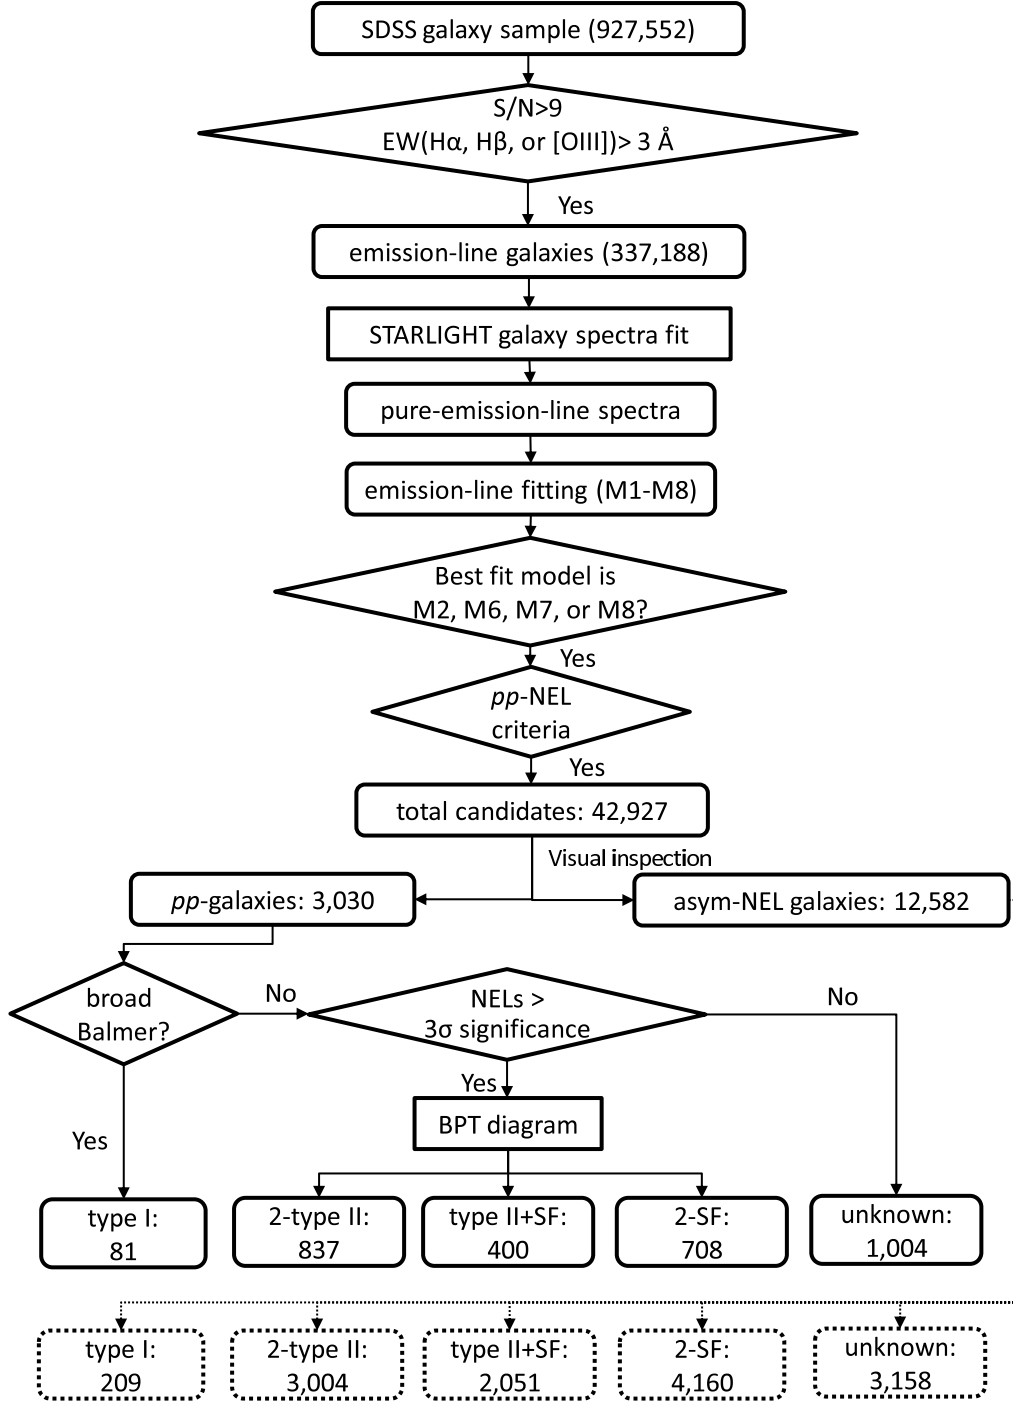 SDSS galaxy sample (927,552)
S/N>9
EW(Hα, Hβ, or [OIII])> 3 Å
Yes
emission-line galaxies (337,188)
STARLIGHT galaxy spectra fit
pure-emission-line spectra
emission-line fitting (M1-M8)
Best fit model is
M2, M6, M7, or M8?
Yes
pp-NEL
criteria
Yes
total candidates: 42,927
Visual inspection
pp-galaxies: 3,030
asym-NEL galaxies: 12,582
broad
Balmer?
No
NELs >
3σ significance
No
Yes
BPT diagram
Yes
type I:
81
2-type II:
837
type II+SF:
400
2-SF:
708
unknown:
1,004
type I:
209
2-type II:
3,004
type II+SF:
2,051
2-SF:
4,160
unknown:
3,158